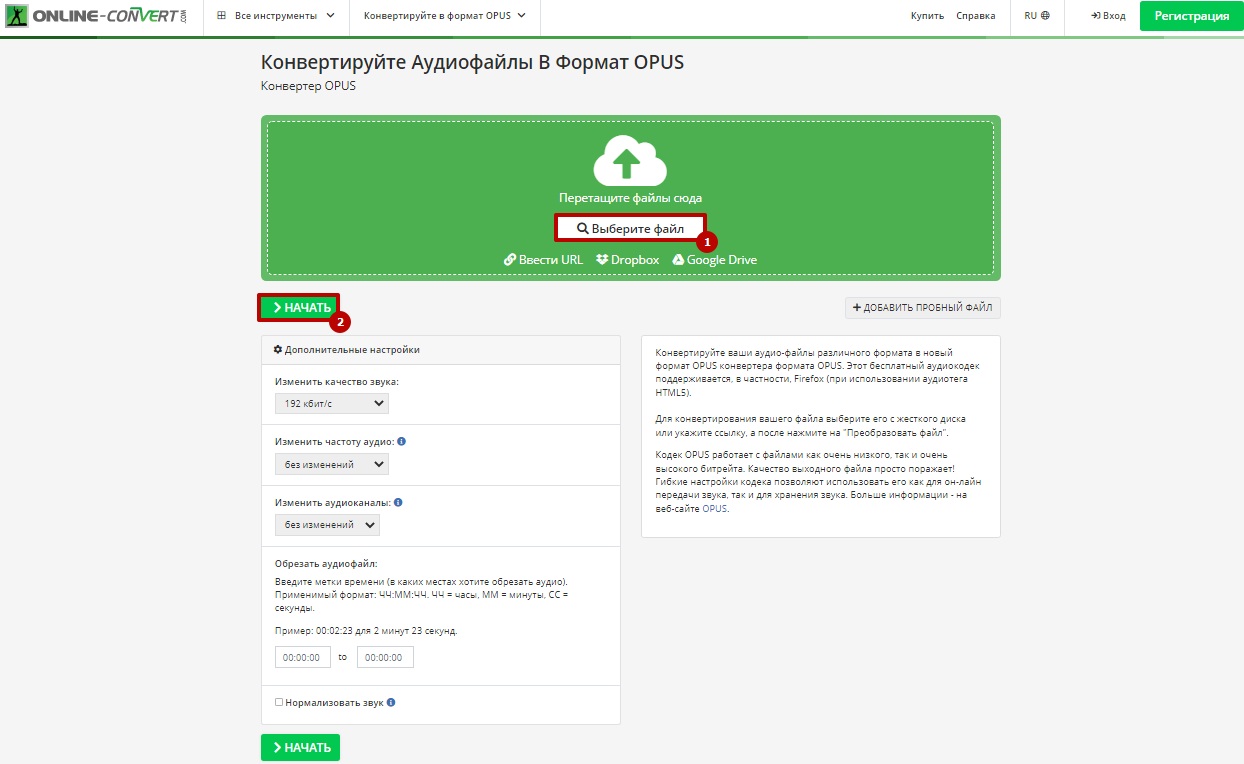 ONLINE-CONVERT.COM
Все инструменты
Конвертируйте в формат OPUS
Купить
Справка
RU
Вход
Регистрация
Конвертируйте Аудиофайлы В Формат OPUS
Конвертер OPUS
Перетащите файлы сюда
Выберите файл
1
Ввести URL
Dropbox
Google Drive
НАЧАТЬ
2
ДОБАВИТЬ ПРОБНЫЙ ФАЙЛ
Дополнительные настройки
Изменить качество звука:
192 кбит/с
Изменить частоту аудио:
без изменений
Изменить аудиоканалы:
без изменений
Обрезать аудиофайл:
Введите метки времени (в каких местах хотите обрезать аудио).
Применимый формат: ЧЧ:ММ:ЧЧ. ЧЧ = часы, ММ = минуты, СС =
секунды.
Пример: 00:02:23 для 2 минут 23 секунд.
00:00:00 to 00:00:00
Нормализовать звук
НАЧАТЬ
Конвертируйте ваши аудио-файлы различного формата в новый
формат OPUS конвертера формата OPUS. Этот бесплатный аудиокодек
поддерживается, в частности, Firefox (при использовании аудиотега
HTML5).
Для конвертирования вашего файла выберите его с жесткого диска
или укажите ссылку, а после нажмите на "Преобразовать файл".
Кодек OPUS работает с файлами как очень низкого, так и очень
высокого битрейта. Качество выходного файла просто поражает!
Гибкие настройки кодека позволяют использовать его как для он-лайн
передачи звука, так и для хранения звука. Больше информации - на
веб-сайте OPUS.